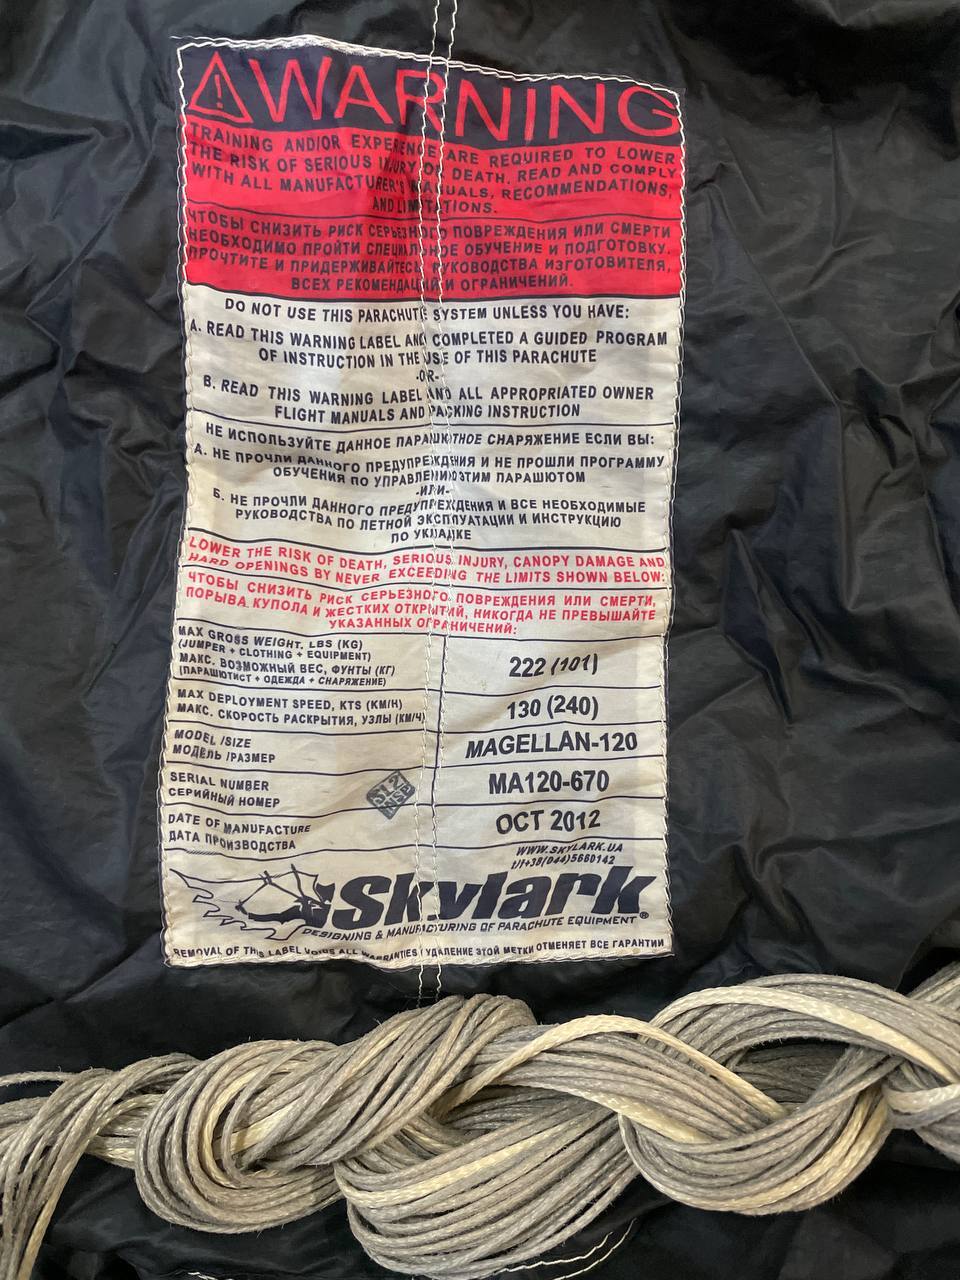 WARNING
TRAINING AND/OR EXPERIENCE ARE REQUIRED TO LOWER
THE RISK OF SERIOUS INJURY OR DEATH. READ AND COMPLY
WITH ALL MANUFACTURER'S MANUALS, RECOMMENDATIONS,
AND LIMITATIONS.
ЧТОБЫ СНИЗИТЬ РИСК СЕРЬЕЗНОГО ПОВРЕЖДЕНИЯ ИЛИ СМЕРТИ
НЕОБХОДИМО ПРОЙТИ СПЕЦИАЛЬНОЕ ОБУЧЕНИЕ И ПОДГОТОВКУ.
ПРОЧТИТЕ И ПРИДЕРЖИВАЙТЕСЬ РУКОВОДСТВА ИЗГОТОВИТЕЛЯ,
ВСЕХ РЕКОМЕНДАЦИЙ И ОГРАНИЧЕНИЙ.
DO NOT USE THIS PARACHUTE SYSTEM UNLESS YOU HAVE:
A. READ THIS WARNING LABEL AND COMPLETED A GUIDED PROGRAM
OF INSTRUCTION IN THE USE OF THIS PARACHUTE
-OR-
B. READ THIS WARNING LABEL AND ALL APPROPRIATED OWNER
FLIGHT MANUALS AND PACKING INSTRUCTION
НЕ ИСПОЛЬЗУЙТЕ ДАННОЕ ПАРАШЮТНОЕ СНАРЯЖЕНИЕ ЕСЛИ ВЫ:
А. НЕ ПРОЧЛИ ДАННОГО ПРЕДУПРЕЖДЕНИЯ И НЕ ПРОШЛИ ПРОГРАММУ
ОБУЧЕНИЯ ПО УПРАВЛЕНИЮ ЭТИМ ПАРАШЮТОМ
-ИЛИ-
Б. НЕ ПРОЧЛИ ДАННОГО ПРЕДУПРЕЖДЕНИЯ И ВСЕ НЕОБХОДИМЫЕ
РУКОВОДСТВА ПО ЛЕТНОЙ ЭКСПЛУАТАЦИИ И ИНСТРУКЦИЮ
ПО УКЛАДКЕ
LOWER THE RISK OF DEATH, SERIOUS INJURY, CANOPY DAMAGE AND
HARD OPENINGS BY NEVER EXCEEDING THE LIMITS SHOWN BELOW:
ЧТОБЫ СНИЗИТЬ РИСК СЕРЬЕЗНОГО ПОВРЕЖДЕНИЯ ИЛИ СМЕРТИ,
ПОРЫВА КУПОЛА И ЖЕСТКИХ ОТКРЫТИЙ, НИКОГДА НЕ ПРЕВЫШАЙТЕ
УКАЗАННЫХ ОГРАНИЧЕНИЙ:
MAX GROSS WEIGHT, LBS (KG)
(JUMPER + CLOTHING + EQUIPMENT)
МАКС. ВОЗМОЖНЫЙ ВЕС, ФУНТЫ (КГ)
(ПАРАШЮТИСТ + ОДЕЖДА + СНАРЯЖЕНИЕ)
222 (101)
MAX DEPLOYMENT SPEED, KTS (KM/H)
МАКС. СКОРОСТЬ РАСКРЫТИЯ, УЗЛЫ (КМ/Ч)
130 (240)
MODEL /SIZE
МОДЕЛЬ /РАЗМЕР
MAGELLAN-120
SERIAL NUMBER
СЕРИЙНЫЙ НОМЕР
MA120-670
DATE OF MANUFACTURE
ДАТА ПРОИЗВОДСТВА
OCT 2012
WWW.SKYLARK.UA
t/f+38(044)5660142
Skylark
DESIGNING & MANUFACTURING OF PARACHUTE EQUIPMENT ®
REMOVAL OF THIS LABEL VOIDS ALL WARRANTIES / УДАЛЕНИЕ ЭТОЙ МЕТКИ ОТМЕНЯЕТ ВСЕ ГАРАНТИИ